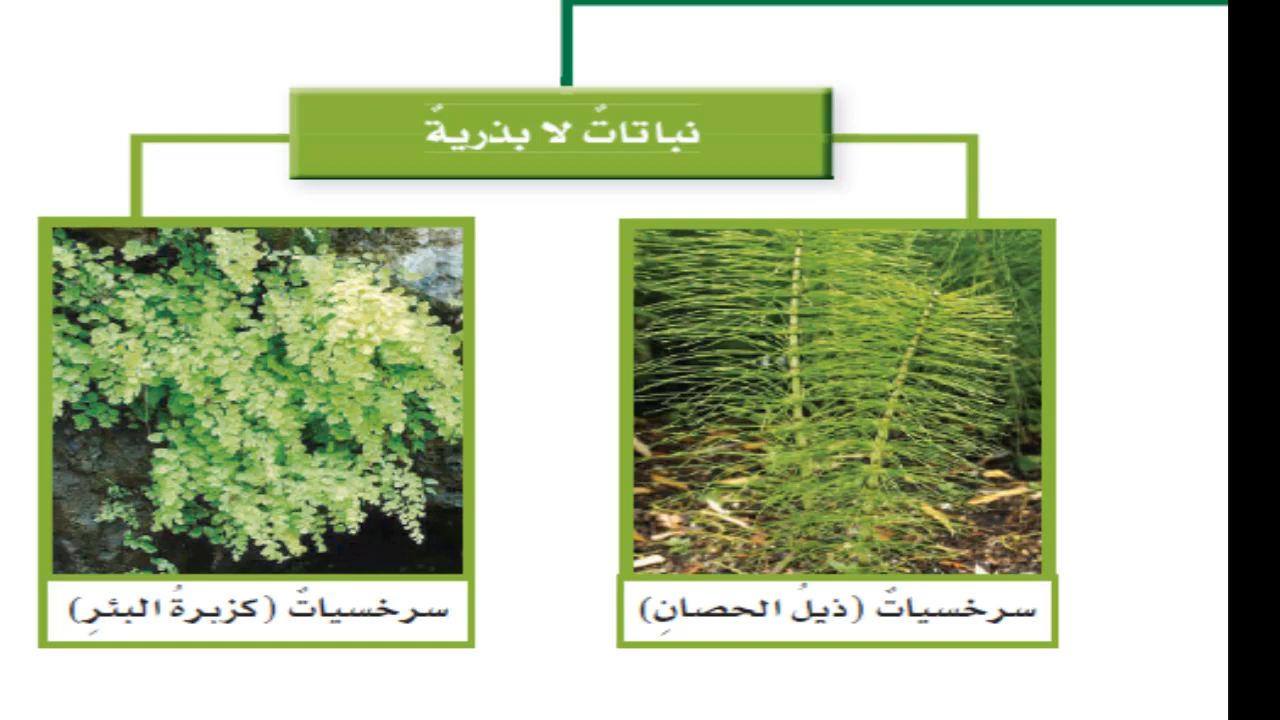 نباتاتٌ لا بذريةٌ
سرخسياتٌ (ذيلُ الحصانِ)
سرخسياتٌ (كزبرةُ البئرِ)